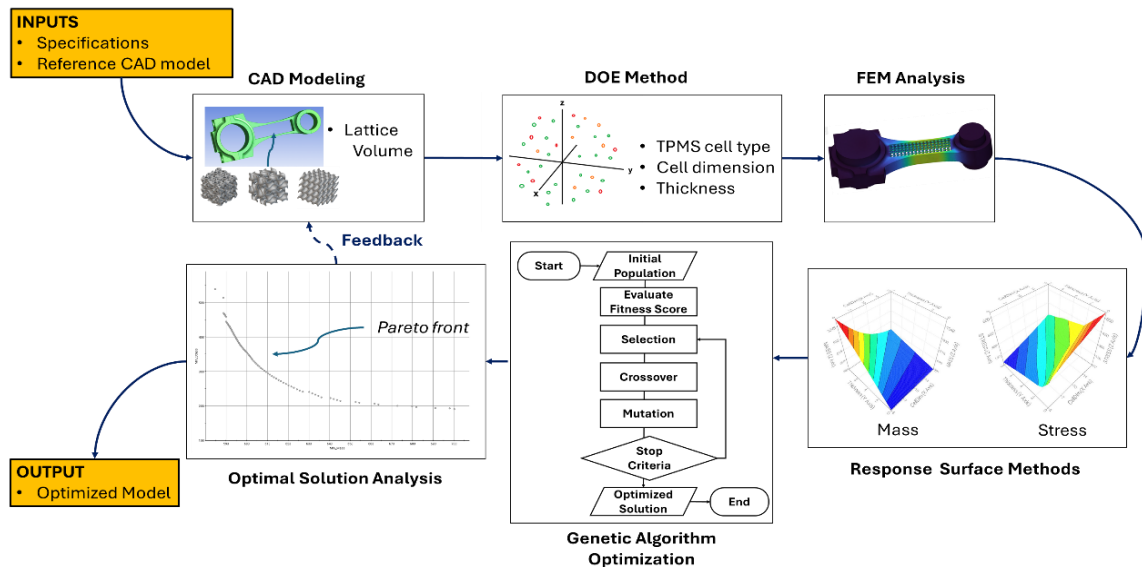 INPUTS
• Specifications
• Reference CAD model
CAD Modeling
• Lattice
Volume
DOE Method
z
y
x
• TPMS cell type
• Cell dimension
• Thickness
FEM Analysis
Feedback
Pareto front
Optimal Solution Analysis
Start
Initial
Population
Evaluate
Fitness Score
Selection
Crossover
Mutation
Stop
Criteria
Optimized
Solution
End
Genetic Algorithm
Optimization
Mass
Stress
Response Surface Methods
OUTPUT
• Optimized Model